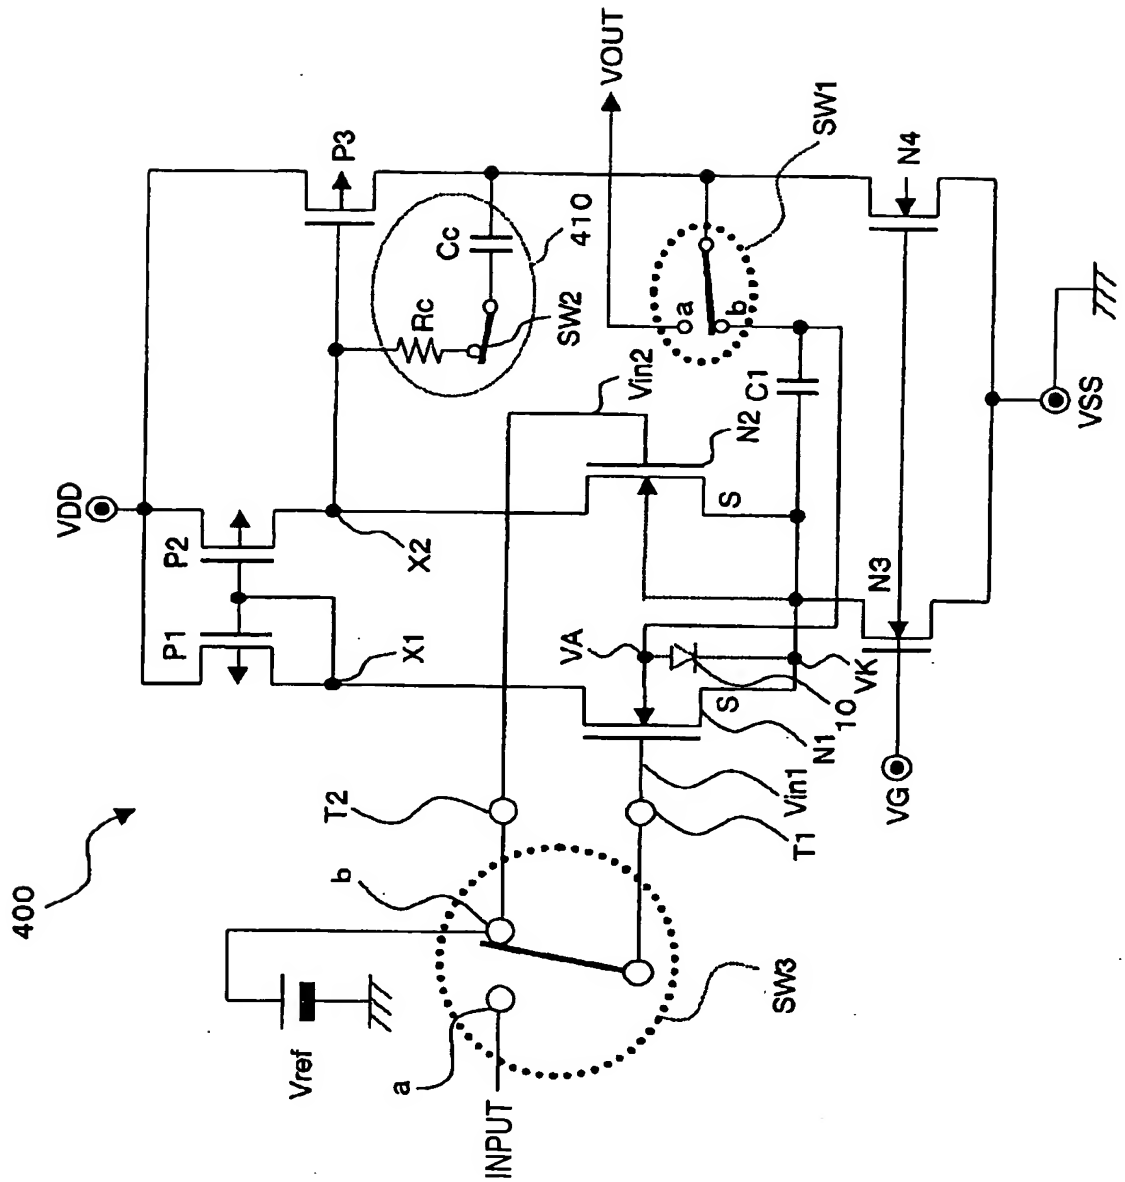 400
VDD
P1
P2
P3
X1
X2
Rc
Cc
SW2
410
VOUT
SW1
a
b
Vin2
N2
S
C1
VA
S
VK
10
N1
Vin1
N3
N4
VG
VSS
T2
T1
b
a
Vref
INPUT
SW3